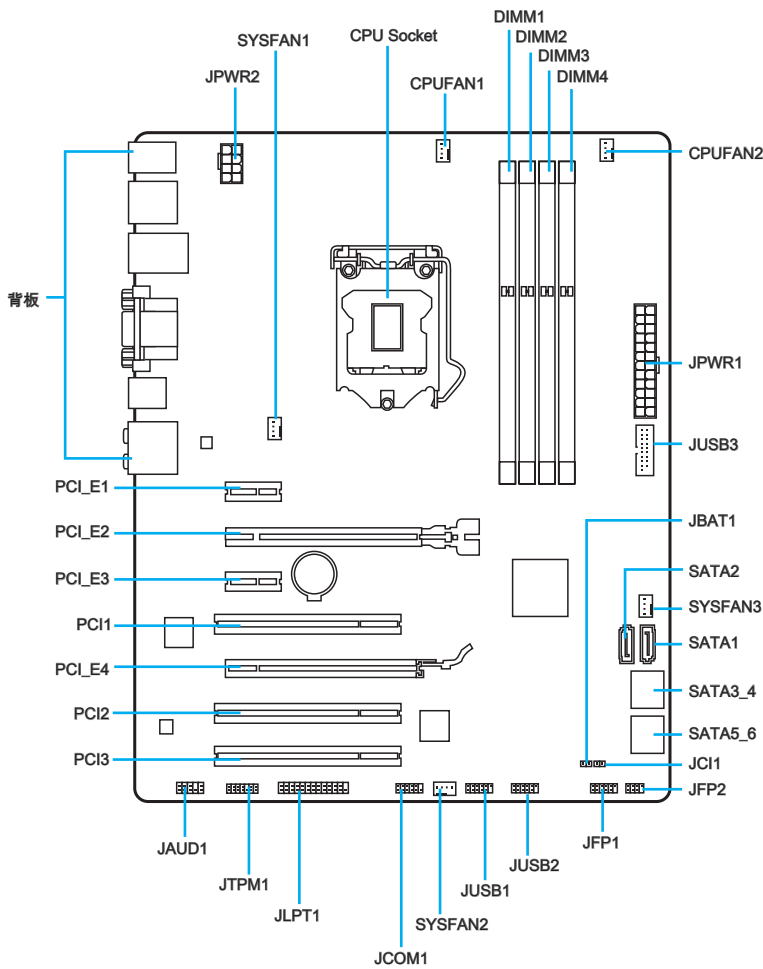 DIMM1
DIMM2
DIMM3
DIMM4
CPU Socket
SYSFAN1
CPUFAN1
JPWR2
CPUFAN2
背板
JPWR1
JUSB3
PCI_E1
JBAT1
PCI_E2
SATA2
PCI_E3
SYSFAN3
PCI1
SATA1
PCI_E4
SATA3_4
PCI2
SATA5_6
PCI3
JCI1
JFP2
JAUD1
JTPM1
JLPT1
JCOM1
SYSFAN2
JUSB1
JUSB2
JFP1